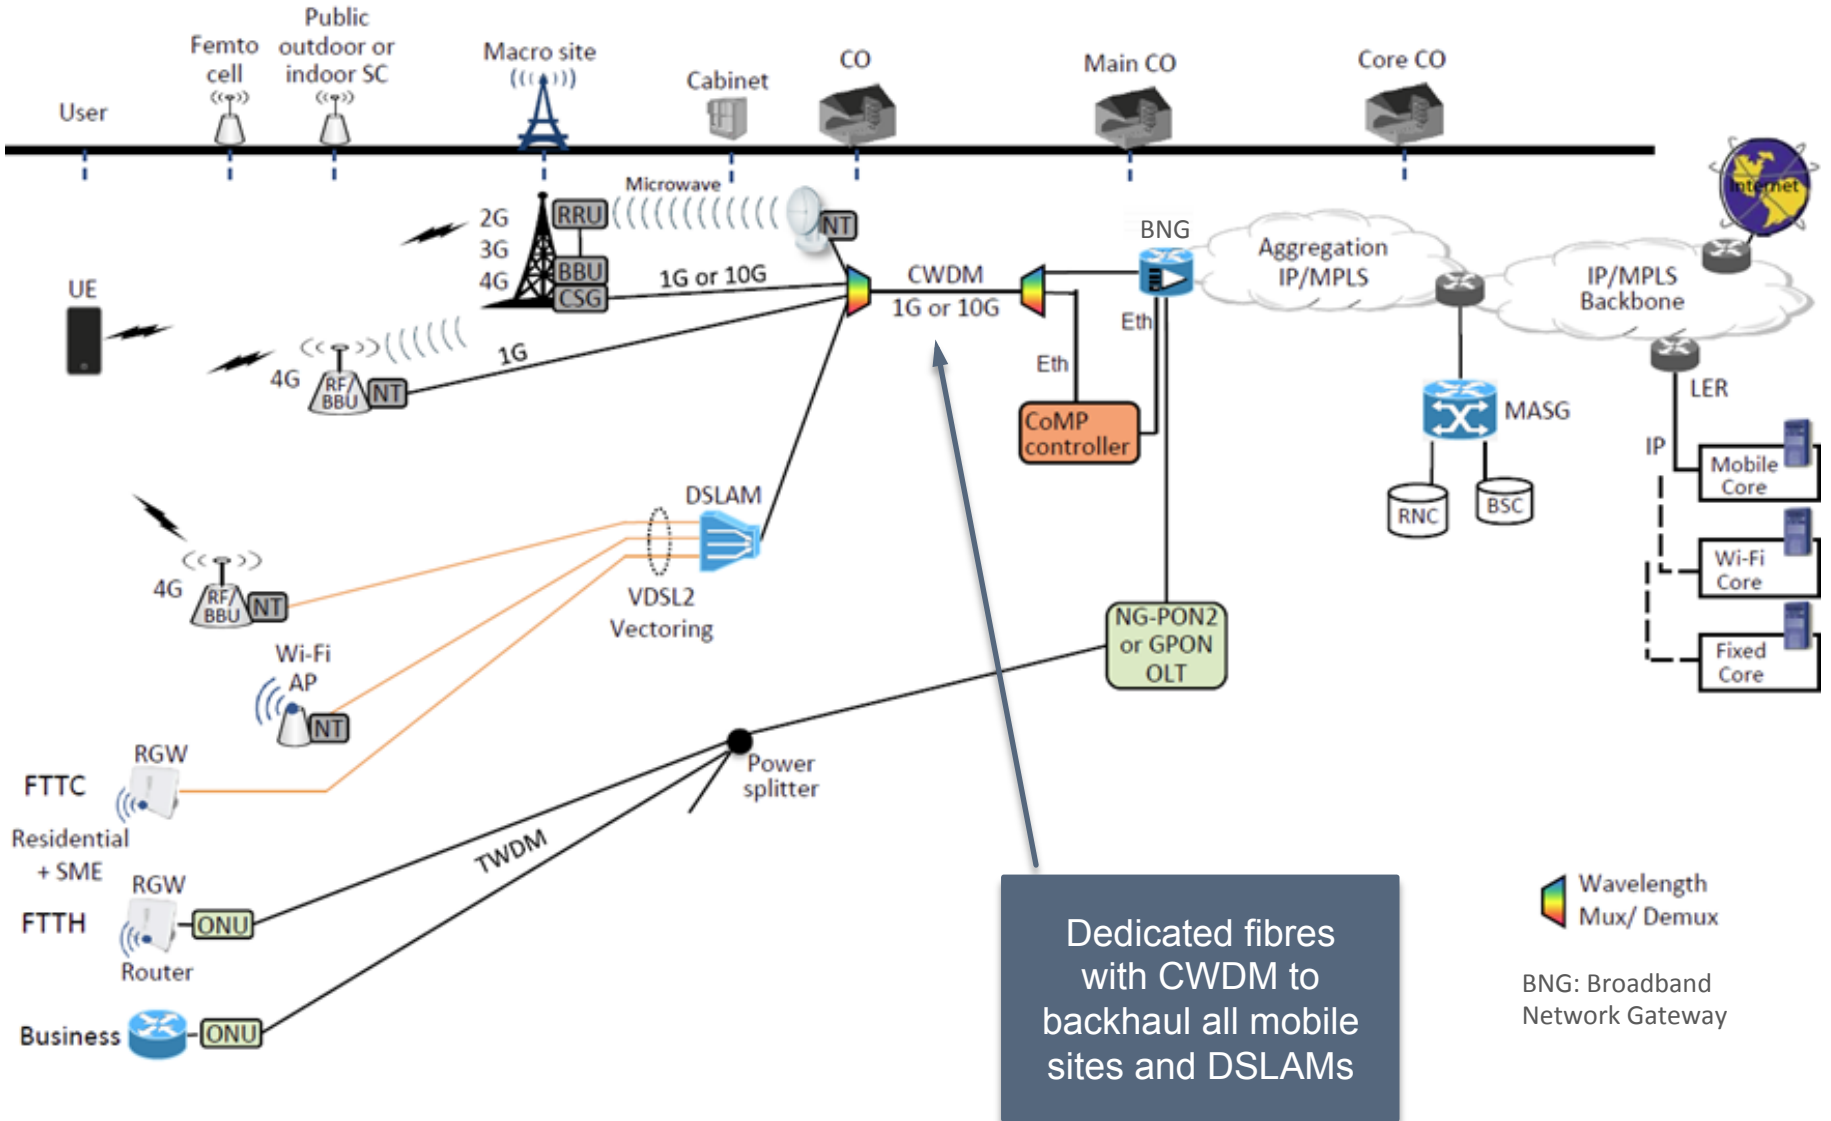 Public
outdoor or
indoor SC
Femto
cell
Macro site
Cabinet
CO
Main CO
Core CO
User
Internet
Microwave
2G
3G
4G
RRU
BBU
CSG
NT
BNG
Aggregation
IP/MPLS
IP/MPLS
Backbone
1G or 10G
CWDM
1G or 10G
UE
Eth
Eth
1G
4G
RF/
BBU
NT
CoMP
controller
MASG
LER
IP
RNC
BSC
Mobile
Core
Wi-Fi
Core
Fixed
Core
DSLAM
VDSL2
Vectoring
4G
RF/
BBU
NT
Wi-Fi
AP
NT
NG-PON2
or GPON
OLT
RGW
FTTC
Power
splitter
Residential
+ SME
TWDM
RGW
FTTH
ONU
Router
Business
ONU
Dedicated fibres
with CWDM to
backhaul all mobile
sites and DSLAMs
Wavelength
Mux/ Demux
BNG: Broadband
Network Gateway